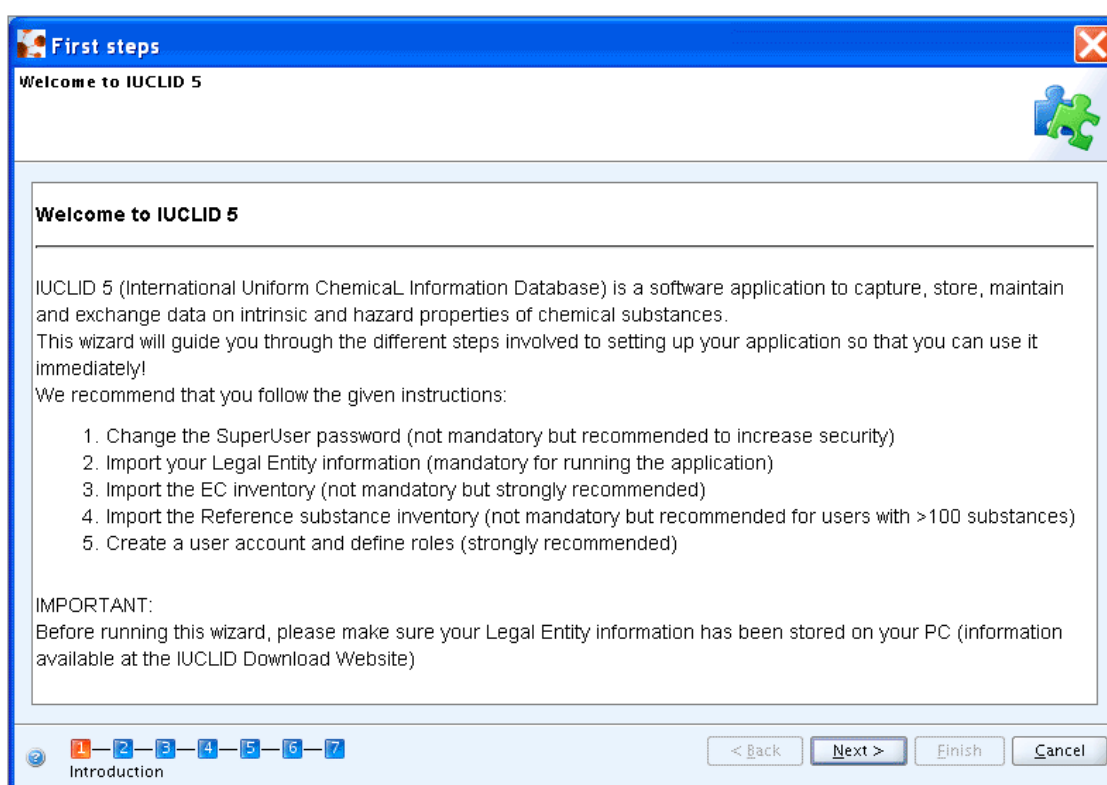 First steps
Welcome to IUCLID 5
Welcome to IUCLID 5
IUCLID 5 (International Uniform ChemicaL Information Database) is a software application to capture, store, maintain
and exchange data on intrinsic and hazard properties of chemical substances.
This wizard will guide you through the different steps involved to setting up your application so that you can use it
immediately!
We recommend that you follow the given instructions:
1. Change the SuperUser password (not mandatory but recommended to increase security)
2. Import your Legal Entity information (mandatory for running the application)
3. Import the EC inventory (not mandatory but strongly recommended)
4. Import the Reference substance inventory (not mandatory but recommended for users with >100 substances)
5. Create a user account and define roles (strongly recommended)
IMPORTANT:
Before running this wizard, please make sure your Legal Entity information has been stored on your PC (information
available at the IUCLID Download Website)
? 1 2 3 4 5 6 7 < Back Next > Finish Cancel
Introduction